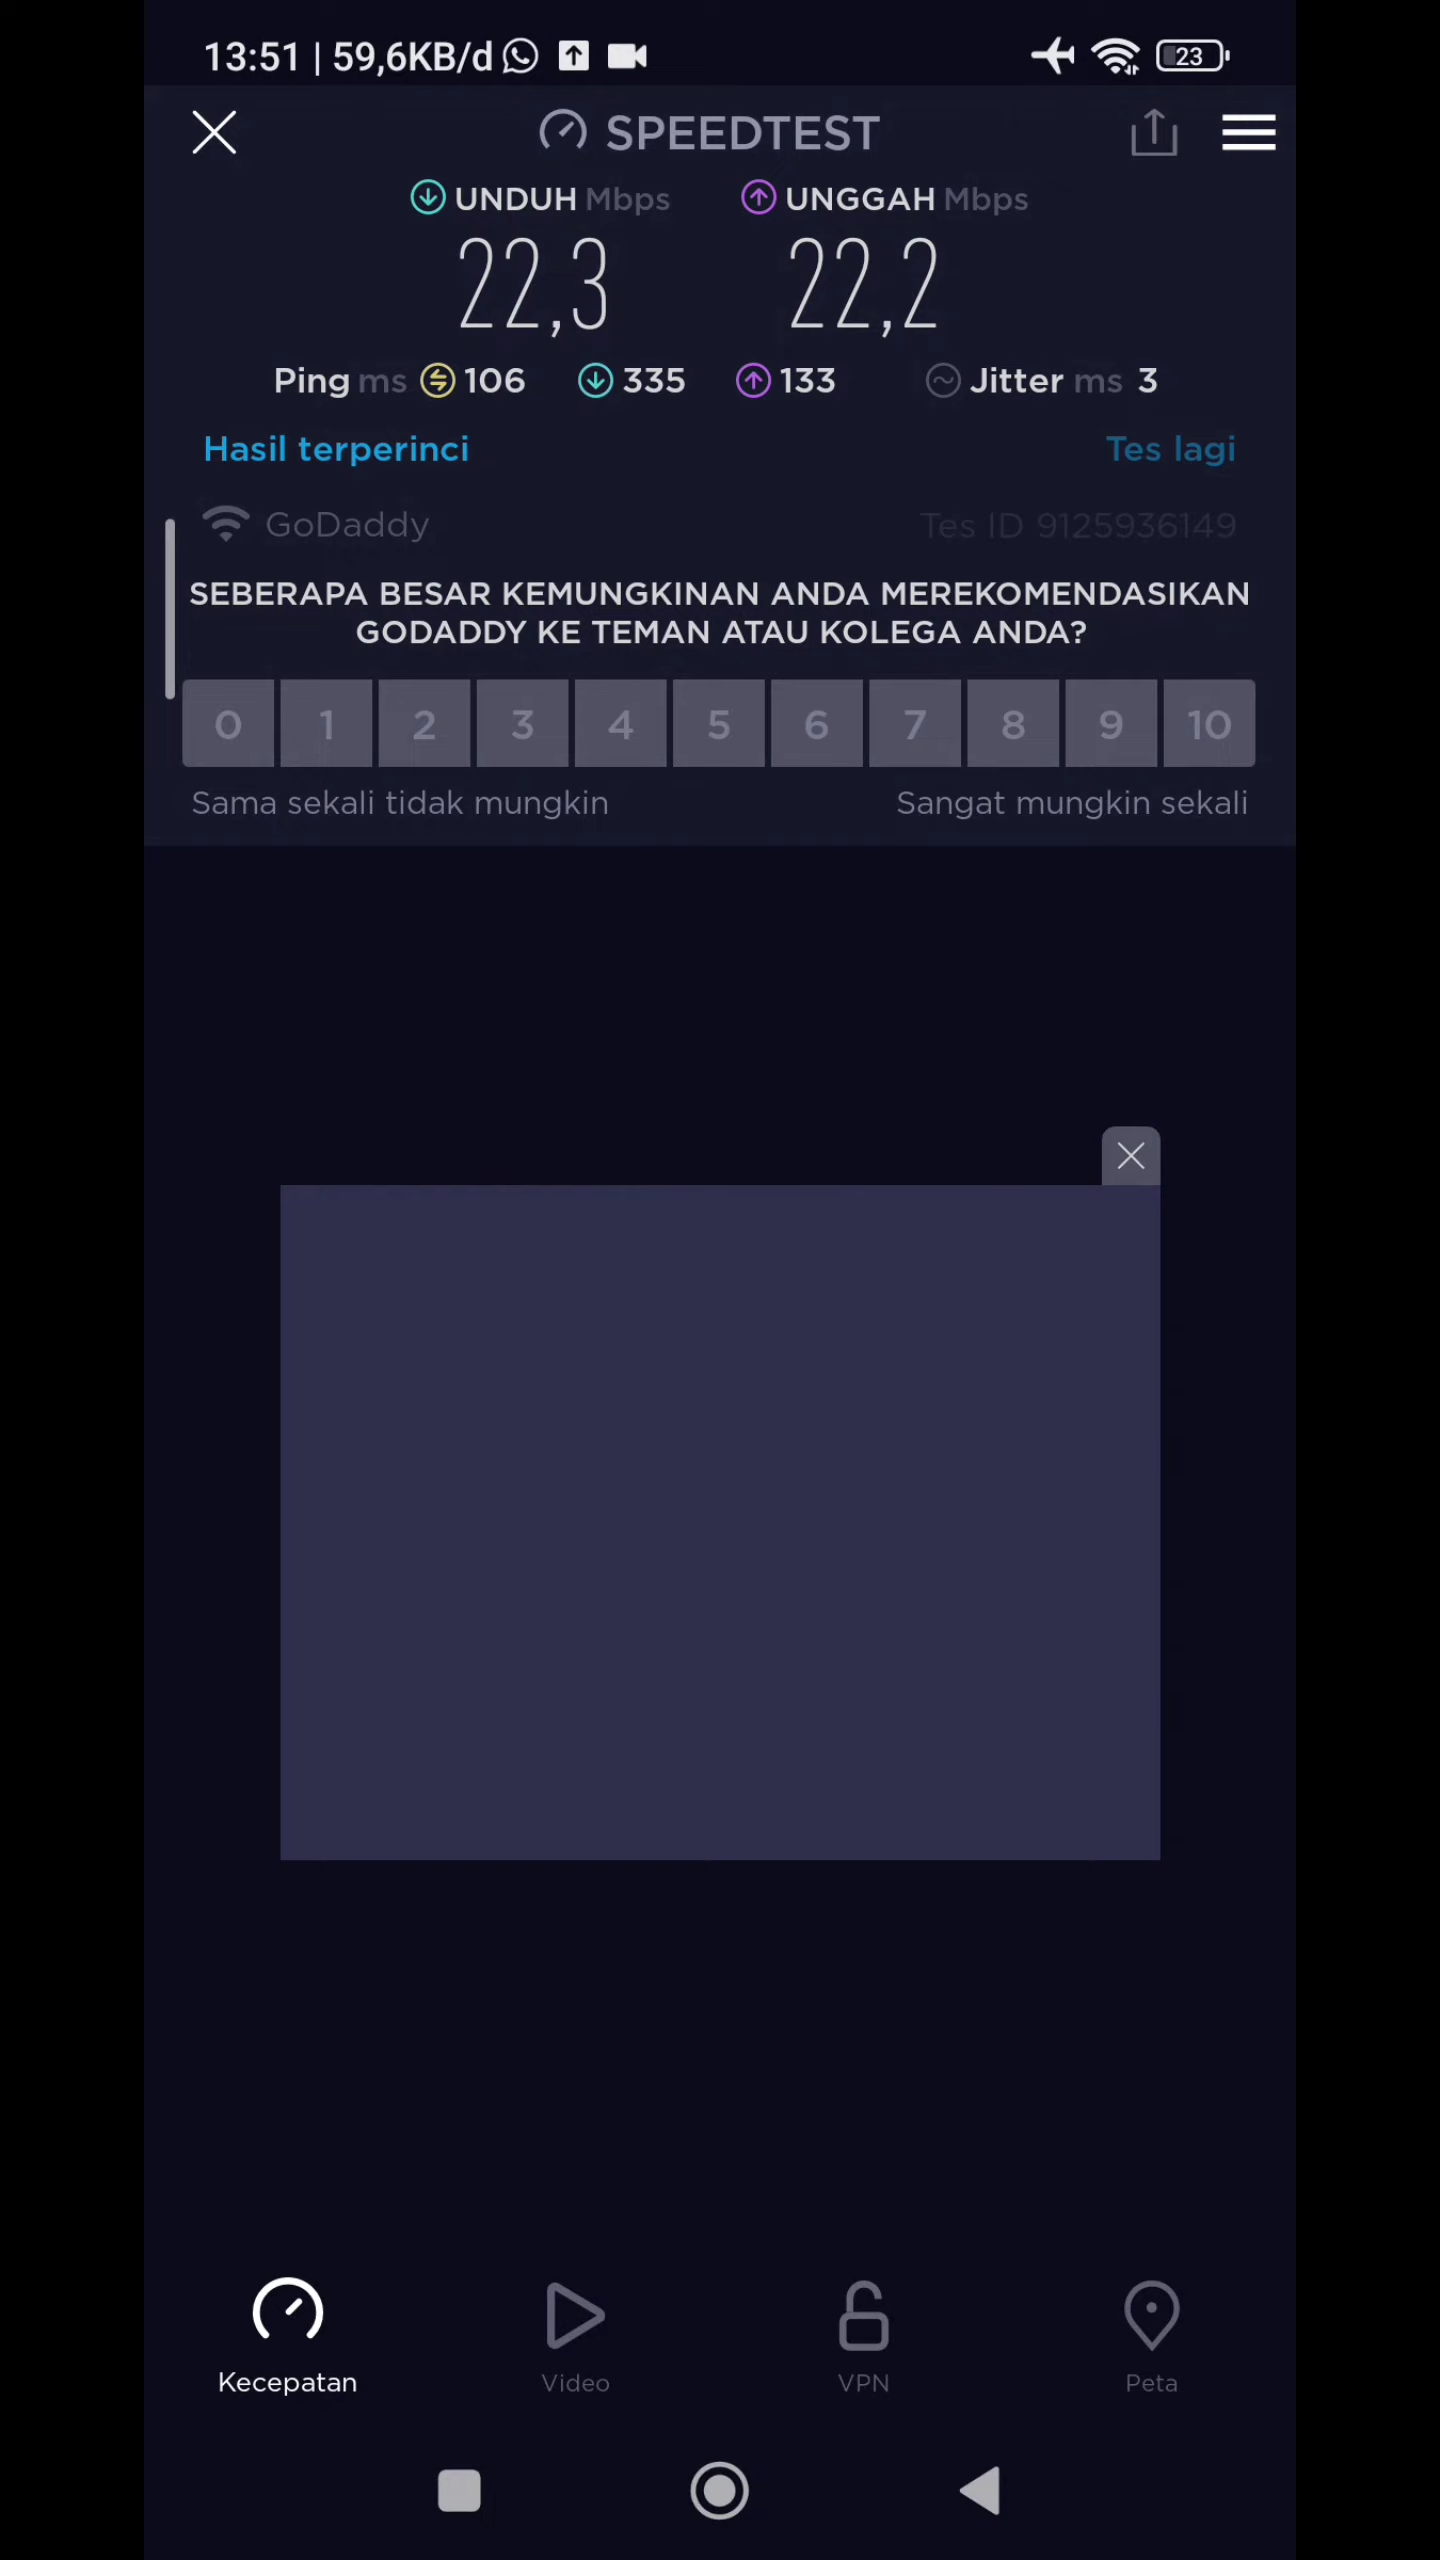 13:51 | 59,6KB/d
23
SPEEDTEST
UNDUH Mbps
UNGGAH Mbps
22,3
22,2
Ping ms 106 335 133 Jitter ms 3
Hasil terperinci
Tes lagi
GoDaddy
Tes ID 9125936149
SEBERAPA BESAR KEMUNGKINAN ANDA MEREKOMENDASIKAN
GODADDY KE TEMAN ATAU KOLEGA ANDA?
0 1 2 3 4 5 6 7 8 9 10
Sama sekali tidak mungkin
Sangat mungkin sekali
Kecepatan
Video
VPN
Peta